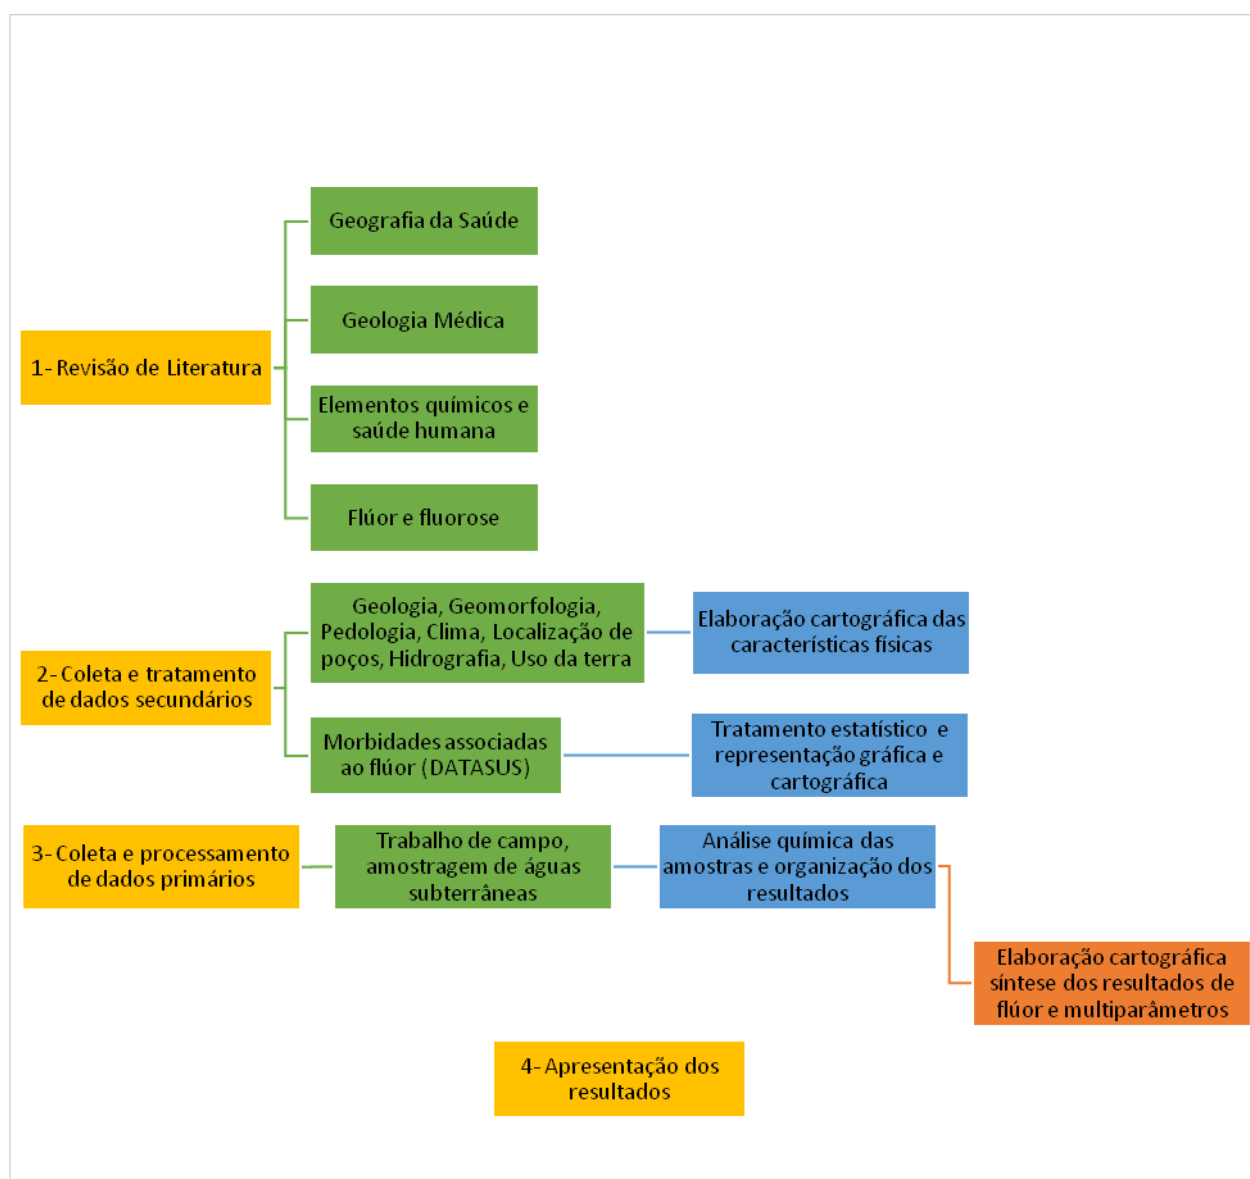 Geografia da Saúde
Geologia Médica
1- Revisão de Literatura
Elementos químicos e
saúde humana
Flúor e fluorose
Geologia, Geomorfologia,
Pedologia, Clima, Localização de
poços, Hidrografia, Uso da terra
Elaboração cartográfica das
características físicas
2- Coleta e tratamento
de dados secundários
Morbidades associadas
ao flúor (DATASUS)
Tratamento estatístico e
representação gráfica e
cartográfica
3- Coleta e processamento
de dados primários
Trabalho de campo,
amostragem de águas
subterrâneas
Análise química das
amostras e organização dos
resultados
Elaboração cartográfica
síntese dos resultados de
flúor e multiparâmetros
4- Apresentação dos
resultados